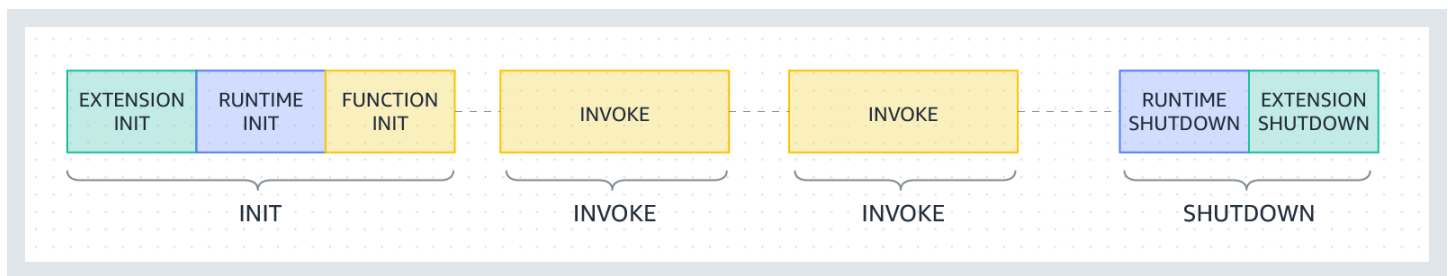 EXTENSION
INIT
RUNTIME
INIT
FUNCTION
INIT
INVOKE
INVOKE
RUNTIME
SHUTDOWN
EXTENSION
SHUTDOWN
INIT
INVOKE
INVOKE
SHUTDOWN